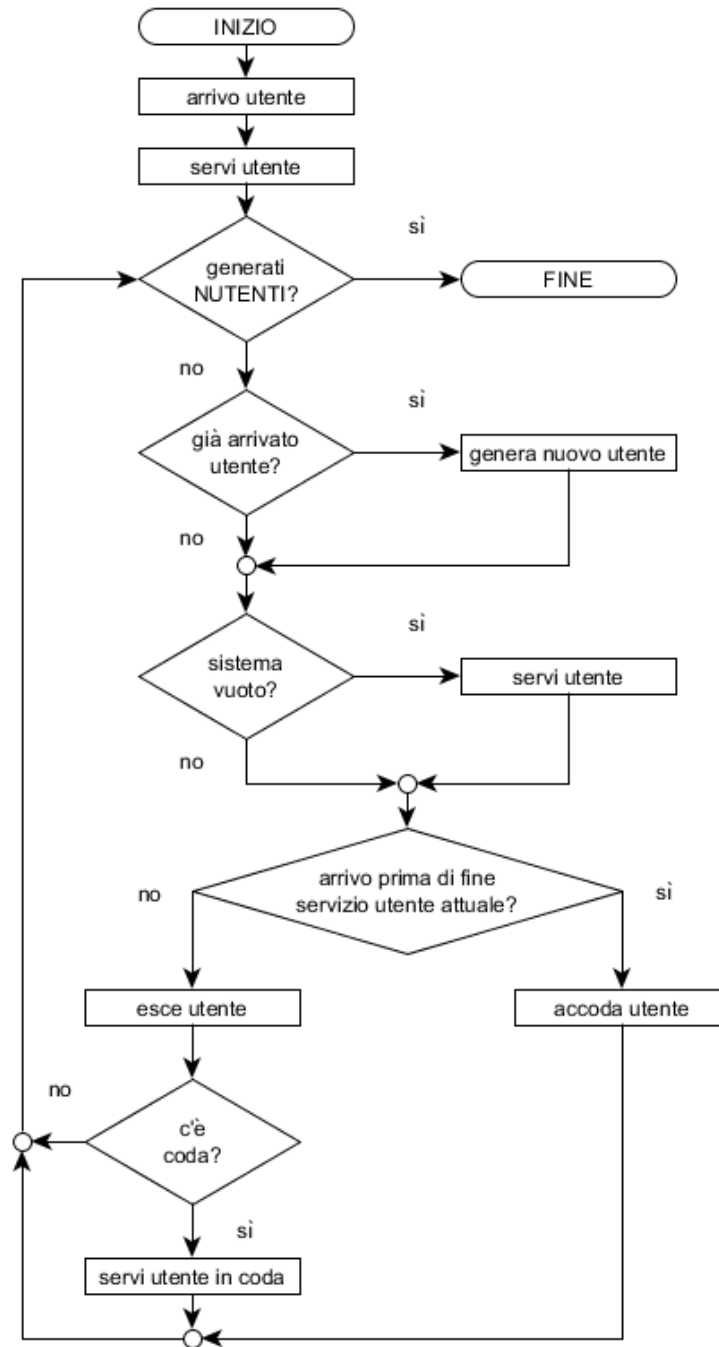 INIZIO
arrivo utente
servi utente
sì
generati
NUTENTI?
FINE
no
sì
già arrivato
utente?
genera nuovo utente
no
sì
sistema
vuoto?
servi utente
no
arrivo prima di fine
servizio utente attuale?
no
sì
esce utente
accoda utente
no
c'è
coda?
sì
servi utente in coda